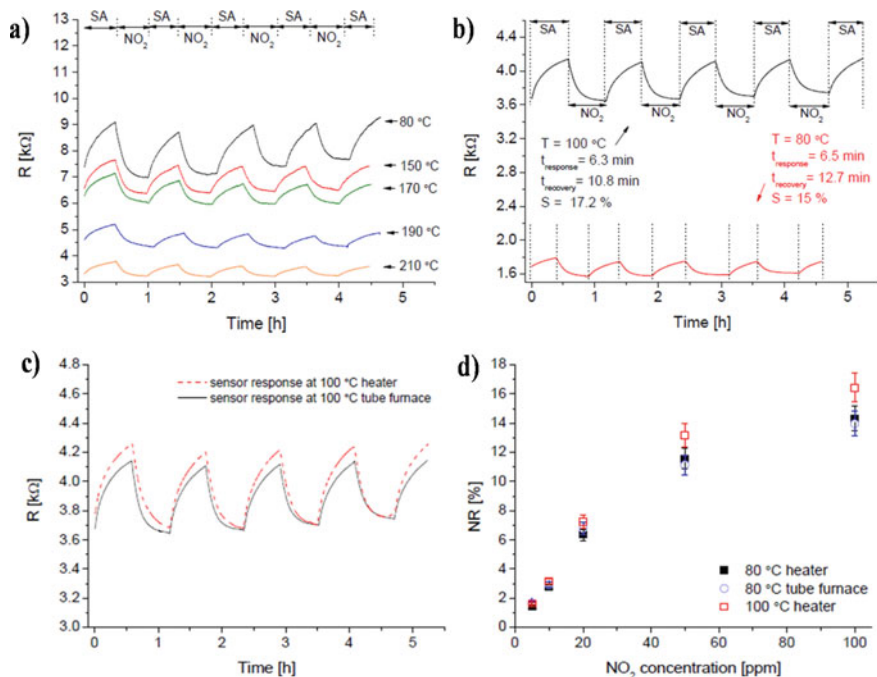 a)
SA SA SA SA SA
NO2 NO2 NO2 NO2
13
12
11
10
9
8
7
6
5
4
3
R [kΩ]
80 °C
150 °C
170 °C
190 °C
210 °C
0 1 2 3 4 5
Time [h]
b)
SA SA SA SA SA
NO2 NO2 NO2 NO2
4.4
4.0
3.6
3.2
2.8
2.4
2.0
1.6
1.2
R [kΩ]
T = 100 °C
tresponse= 6.3 min
trecovery= 10.8 min
S = 17.2 %
T = 80 °C
tresponse= 6.5 min
trecovery= 12.7 min
S = 15 %
0 1 2 3 4 5
Time [h]
c)
4.8
4.6
4.4
4.2
4.0
3.8
3.6
3.4
3.2
3.0
R [kΩ]
sensor response at 100 °C heater
sensor response at 100 °C tube furnace
0 1 2 3 4 5
Time [h]
d)
18
16
14
12
10
8
6
4
2
0
NR [%]
80 °C heater
80 °C tube furnace
100 °C heater
20 40 60 80 100
NO2 concentration [ppm]